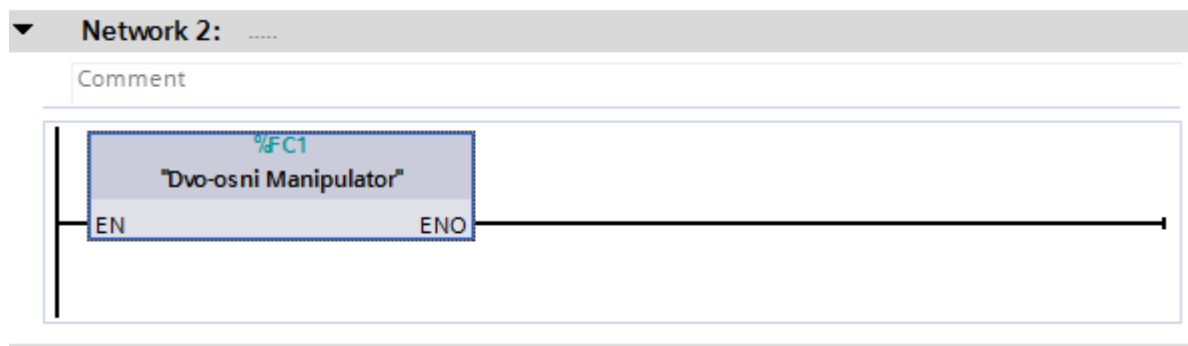 Network 2: .....
Comment
%FC1
"Dvo-osni Manipulator"
EN ENO